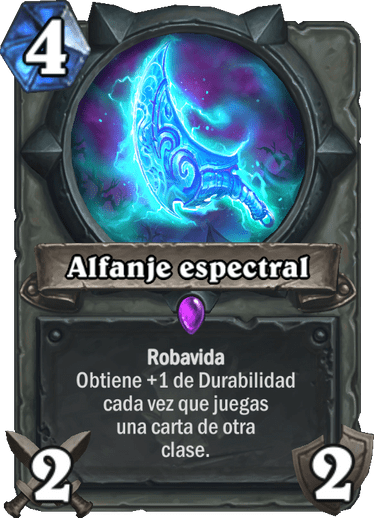 4
Alfanje espectral
Robavida
Obtiene +1 de Durabilidad
cada vez que juegas
una carta de otra
clase.
2
2